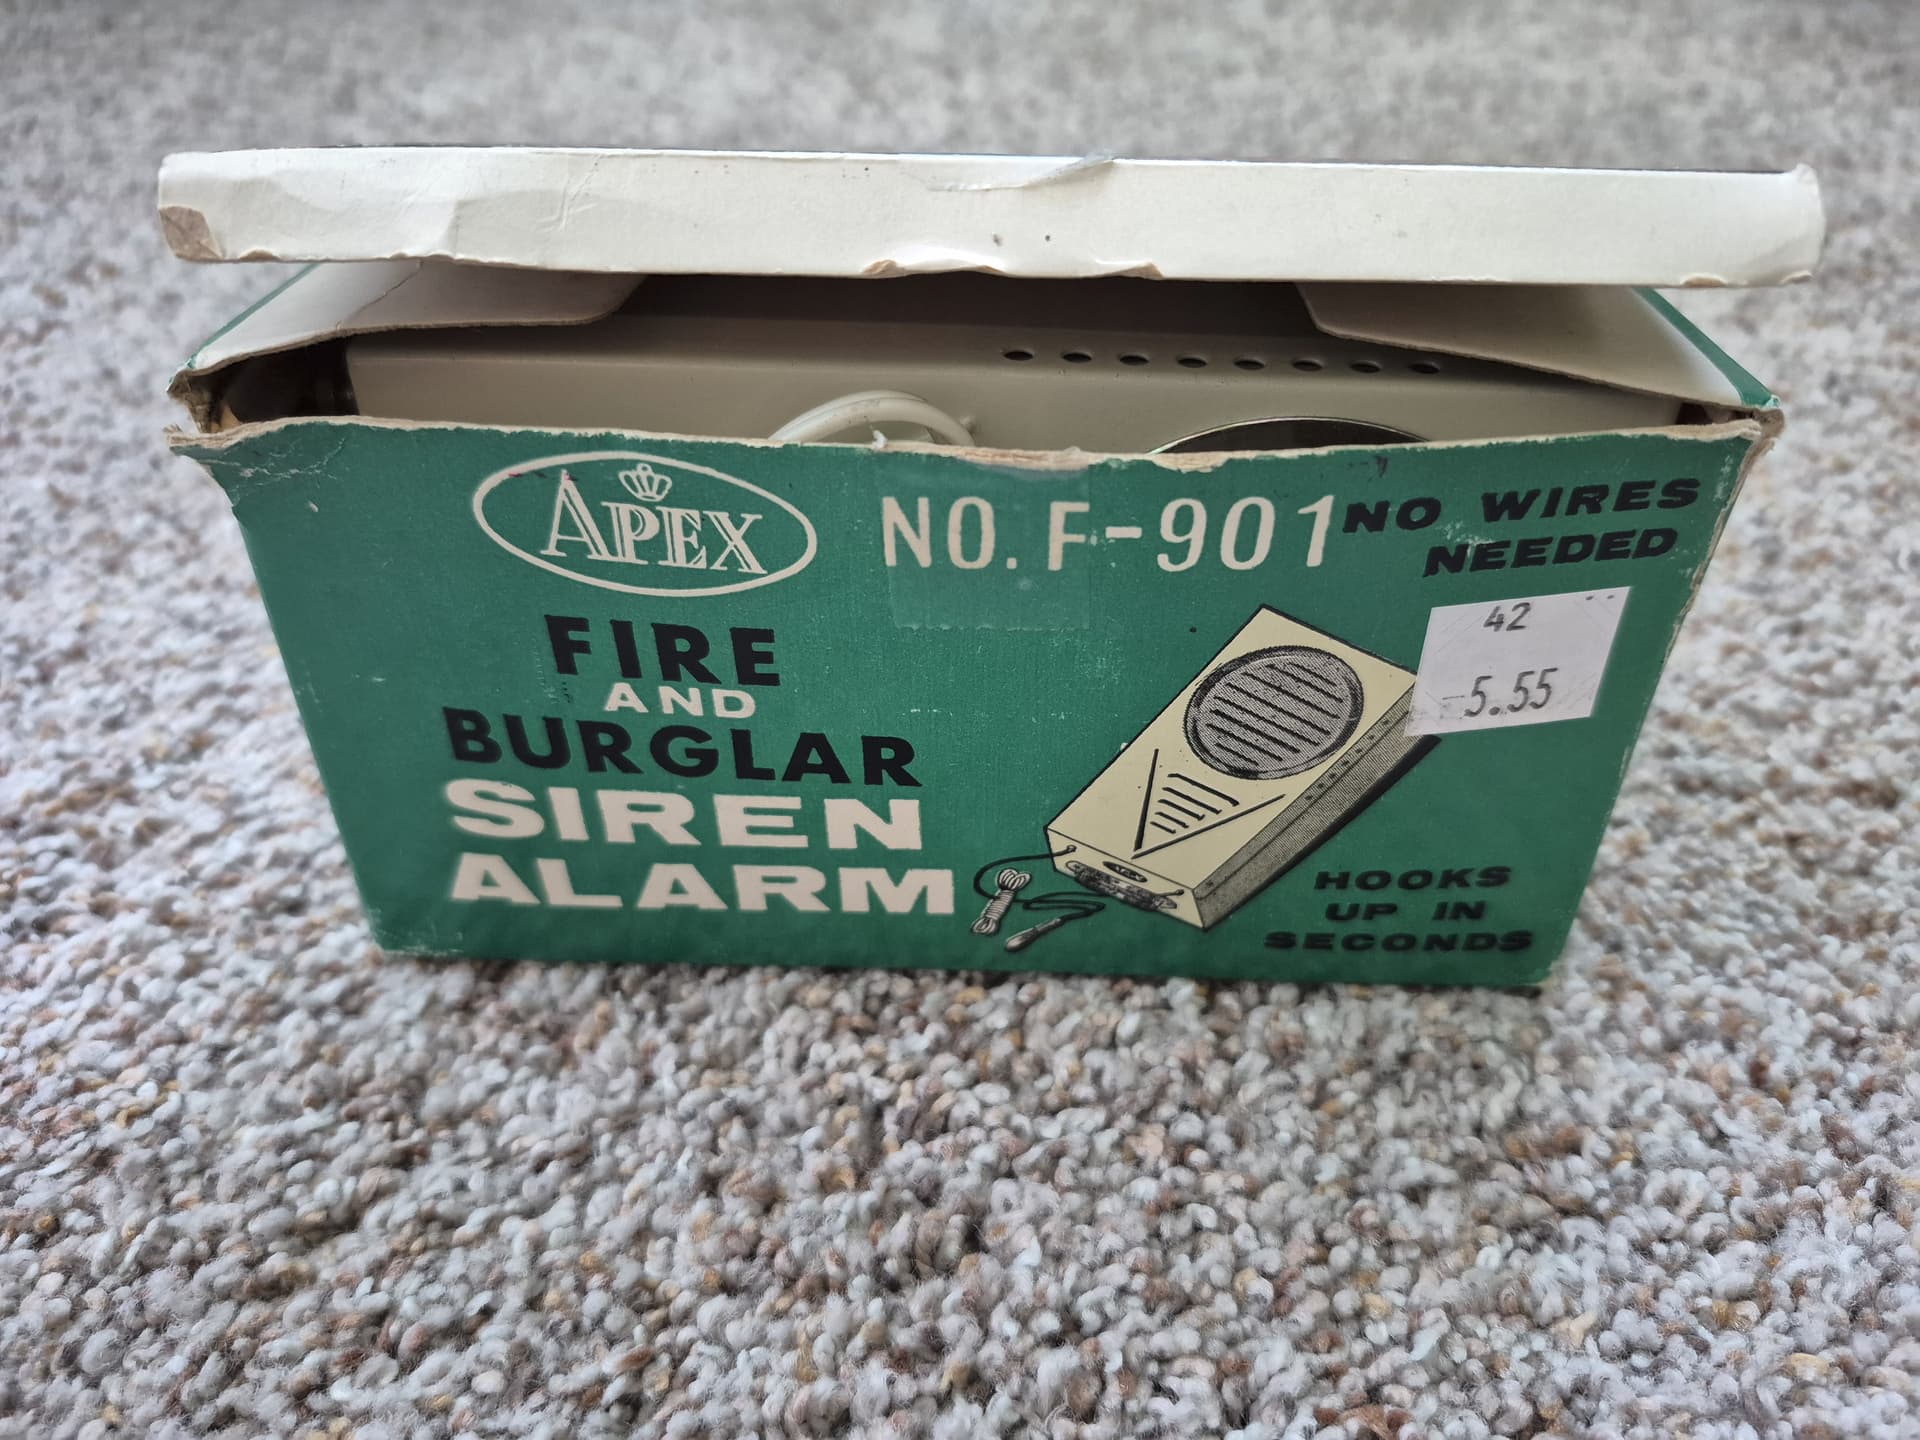 APEX
NO. F-901
NO WIRES
NEEDED
FIRE
AND
BURGLAR
SIREN
ALARM
42
5.55
HOOKS
UP IN
SECONDS